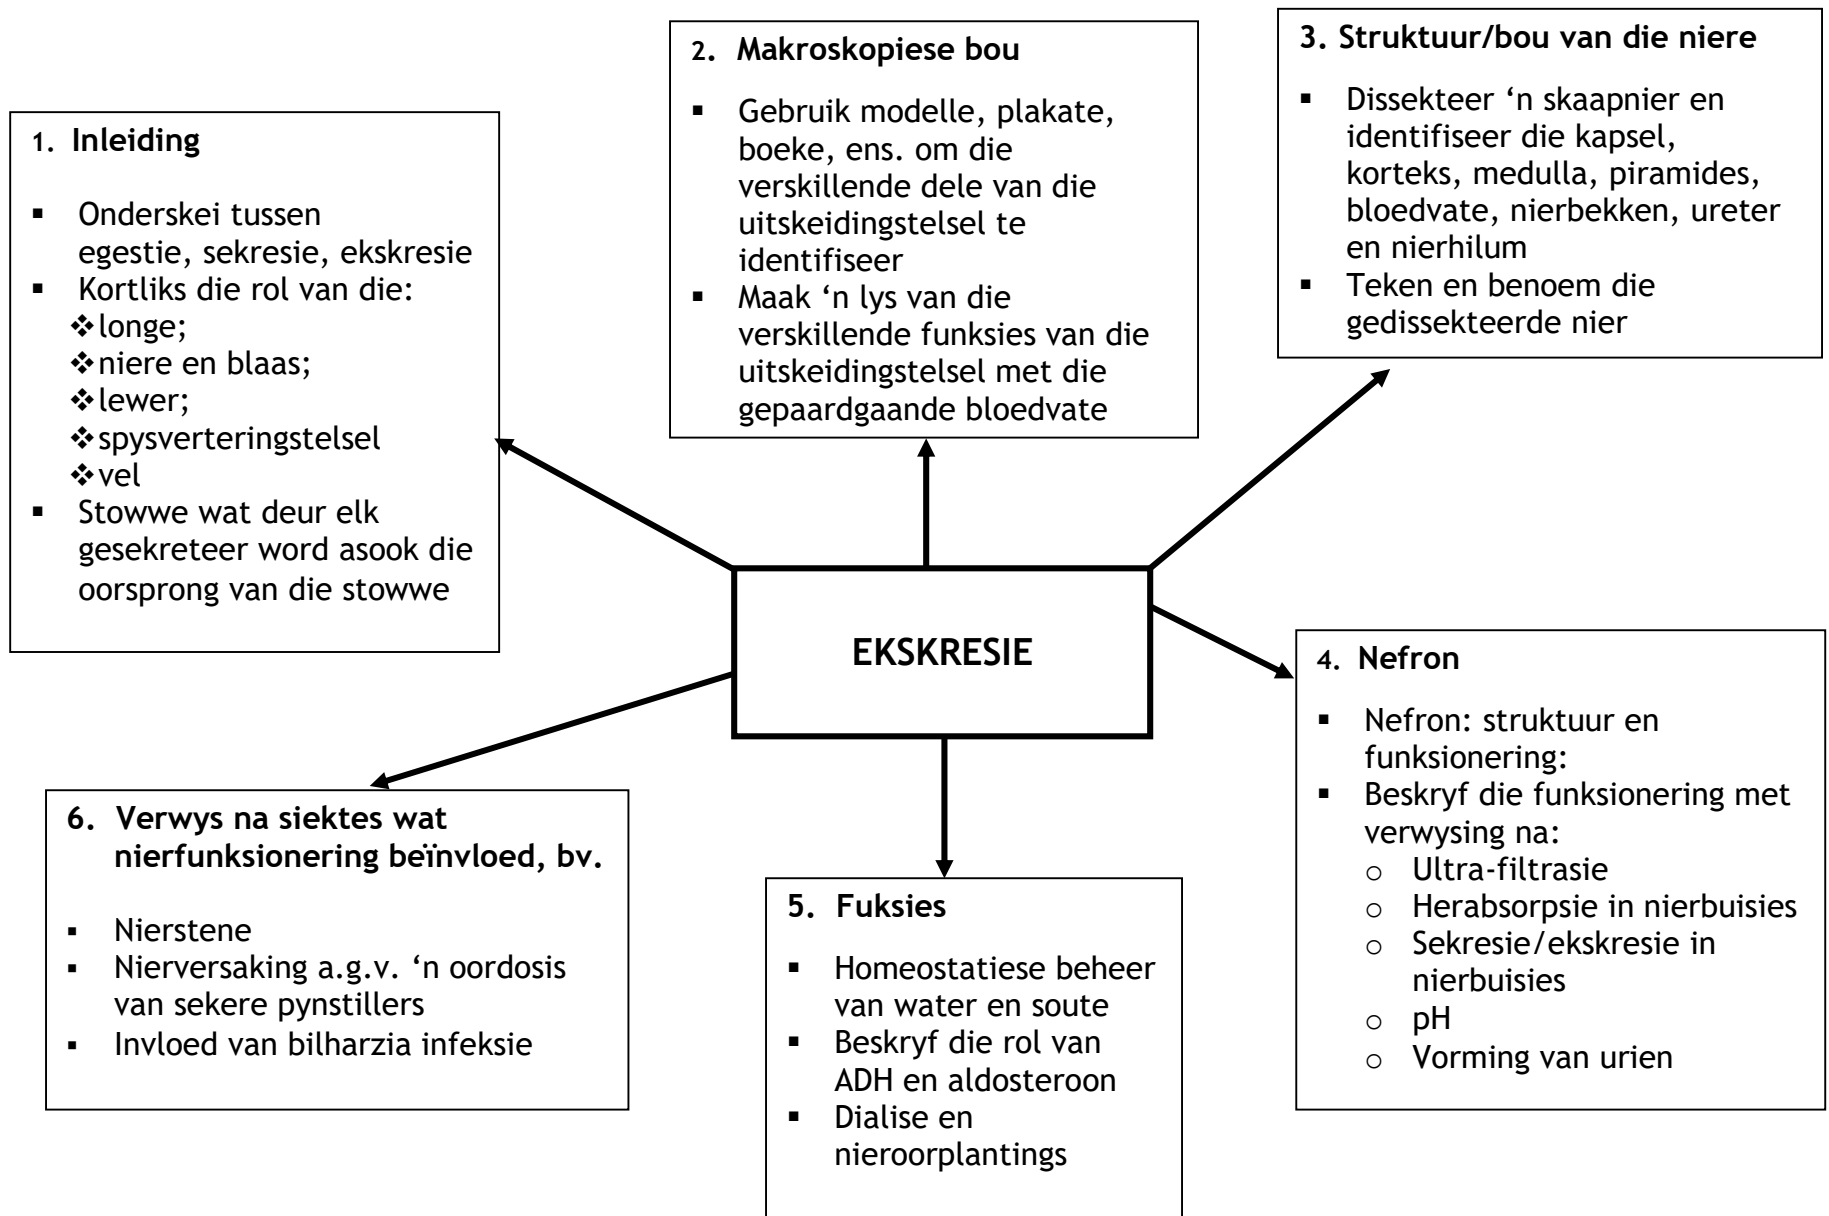 1. Inleiding
▪ Onderskei tussen
egestie, sekresie, ekskresie
▪ Kortliks die rol van die:
❖longe;
❖niere en blaas;
❖lewer;
❖spysverteringstelsel
❖vel
▪ Stowwe wat deur elk
gesekreteer word asook die
oorsprong van die stowwe
2. Makroskopiese bou
▪ Gebruik modelle, plakate,
boeke, ens. om die
verskillende dele van die
uitskeidingstelsel te
identifiseer
▪ Maak ‘n lys van die
verskillende funksies van die
uitskeidingstelsel met die
gepaardgaande bloedvate
3. Struktuur/bou van die niere
▪ Dissekteer ‘n skaapnier en
identifiseer die kapsel,
korteks, medulla, piramides,
bloedvate, nierbekken, ureter
en nierhilum
▪ Teken en benoem die
gedissekteerde nier
EKSKRESIE
4. Nefron
▪ Nefron: struktuur en
funksionering:
▪ Beskryf die funksionering met
verwysing na:
o Ultra-filtrasie
o Herabsorpsie in nierbuisies
o Sekresie/ekskresie in
nierbuisies
o pH
o Vorming van urien
5. Fuksies
▪ Homeostatiese beheer
van water en soute
▪ Beskryf die rol van
ADH en aldosteroon
▪ Dialise en
nieroorplantings
6. Verwys na siektes wat
nierfunksionering beïnvloed, bv.
▪ Nierstene
▪ Nierversaking a.g.v. ‘n oordosis
van sekere pynstillers
▪ Invloed van bilharzia infeksie